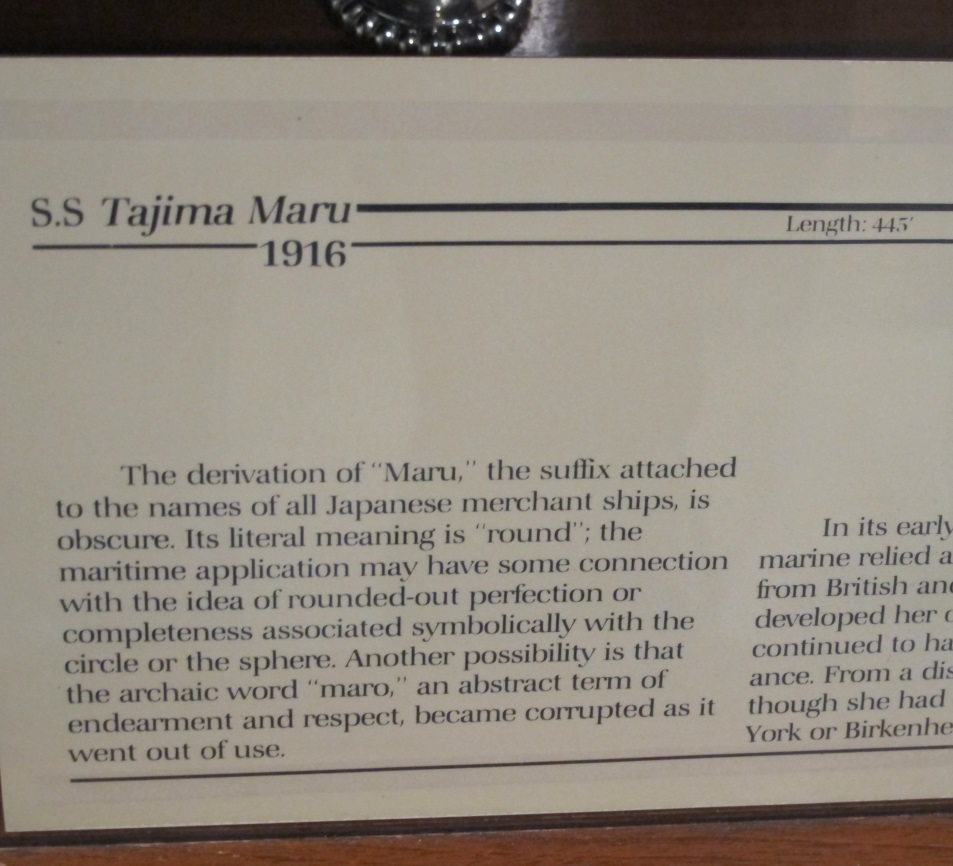 S.S Tajima Maru
1916
Length: 445'
The derivation of "Maru," the suffix attached
to the names of all Japanese merchant ships, is
obscure. Its literal meaning is "round"; the
maritime application may have some connection
with the idea of rounded-out perfection or
completeness associated symbolically with the
circle or the sphere. Another possibility is that
the archaic word "maro," an abstract term of
endearment and respect, became corrupted as it
went out of use.
In its early
marine relied
from British
developed her
continued to
ance. From a
though she had
York or